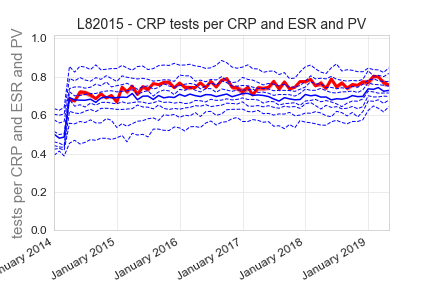 L82015 - CRP tests per CRP and ESR and PV
tests per CRP and ESR and PV
1.0
0.8
0.6
0.4
0.2
0.0
nuary 2014
January 2015
January 2016
January 2017
January 2018
January 2019